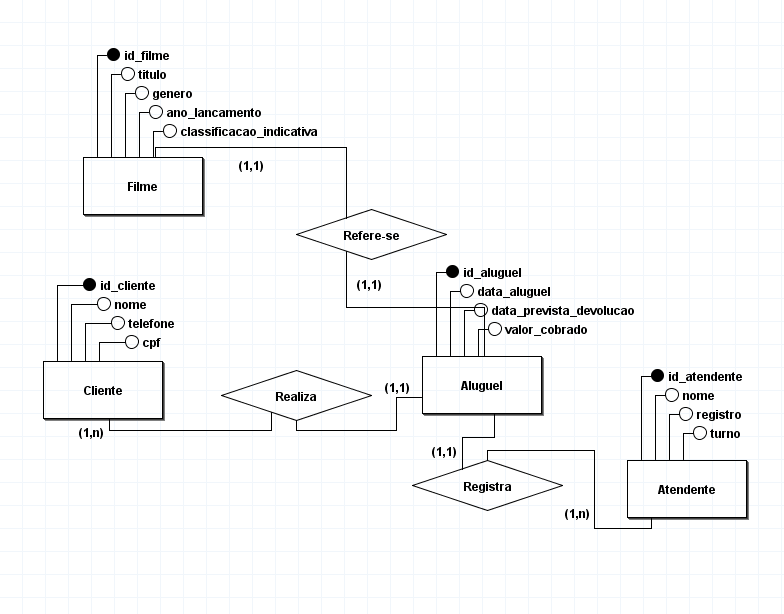 id_filme
titulo
genero
ano_lancamento
classificacao_indicativa
(1,1)
Filme
Refere-se
(1,1)
id_cliente
nome
telefone
cpf
Cliente
(1,n)
Realiza
(1,1)
id_aluguel
data_aluguel
data_prevista_devolucao
valor_cobrado
Aluguel
(1,1)
Registra
(1,n)
id_atendente
nome
registro
turno
Atendente